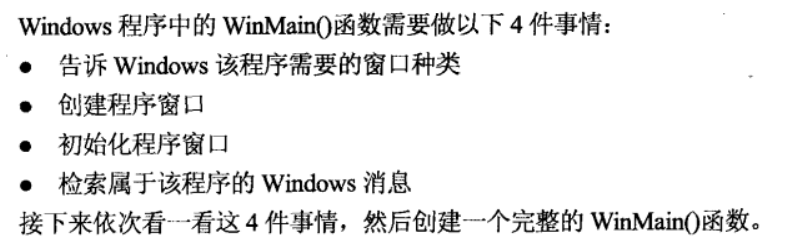 Windows 程序中的 WinMain()函数需要做以下 4 件事情：
● 告诉 Windows 该程序需要的窗口种类
● 创建程序窗口
● 初始化程序窗口
● 检索属于该程序的 Windows 消息
接下来依次看一看这 4 件事情，然后创建一个完整的 WinMain()函数。